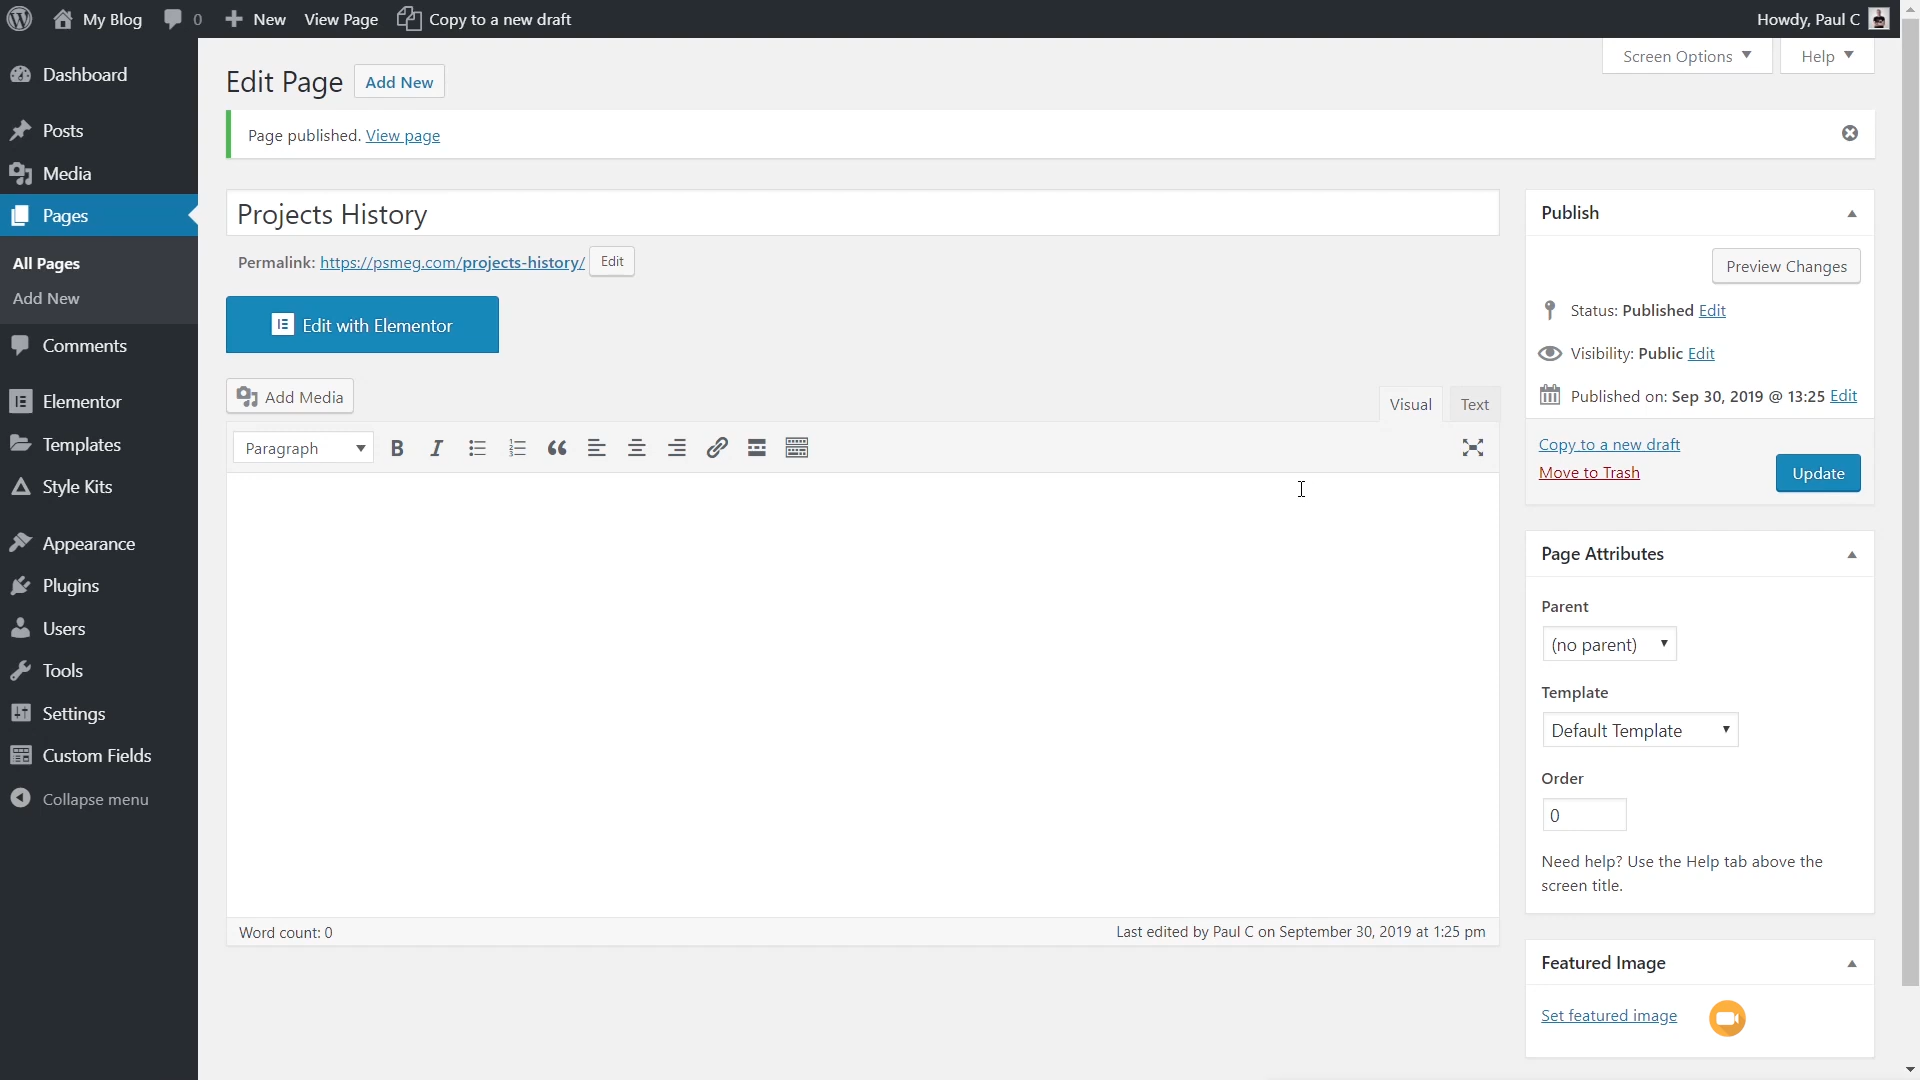 My Blog 0 New View Page Copy to a new draft Howdy, Paul C
Screen Options Help
Dashboard
Posts
Media
Pages
All Pages
Add New
Comments
Elementor
Templates
Style Kits
Appearance
Plugins
Users
Tools
Settings
Custom Fields
Collapse menu
Edit Page Add New
Page published. View page
Projects History
Permalink: https://psmeg.com/projects-history/ Edit
Edit with Elementor
Add Media
Visual Text
Paragraph
Word count: 0
Last edited by Paul C on September 30, 2019 at 1:25 pm
Publish
Preview Changes
Status: Published Edit
Visibility: Public Edit
Published on: Sep 30, 2019 @ 13:25 Edit
Copy to a new draft
Move to Trash
Update
Page Attributes
Parent
(no parent)
Template
Default Template
Order
0
Need help? Use the Help tab above the
screen title.
Featured Image
Set featured image